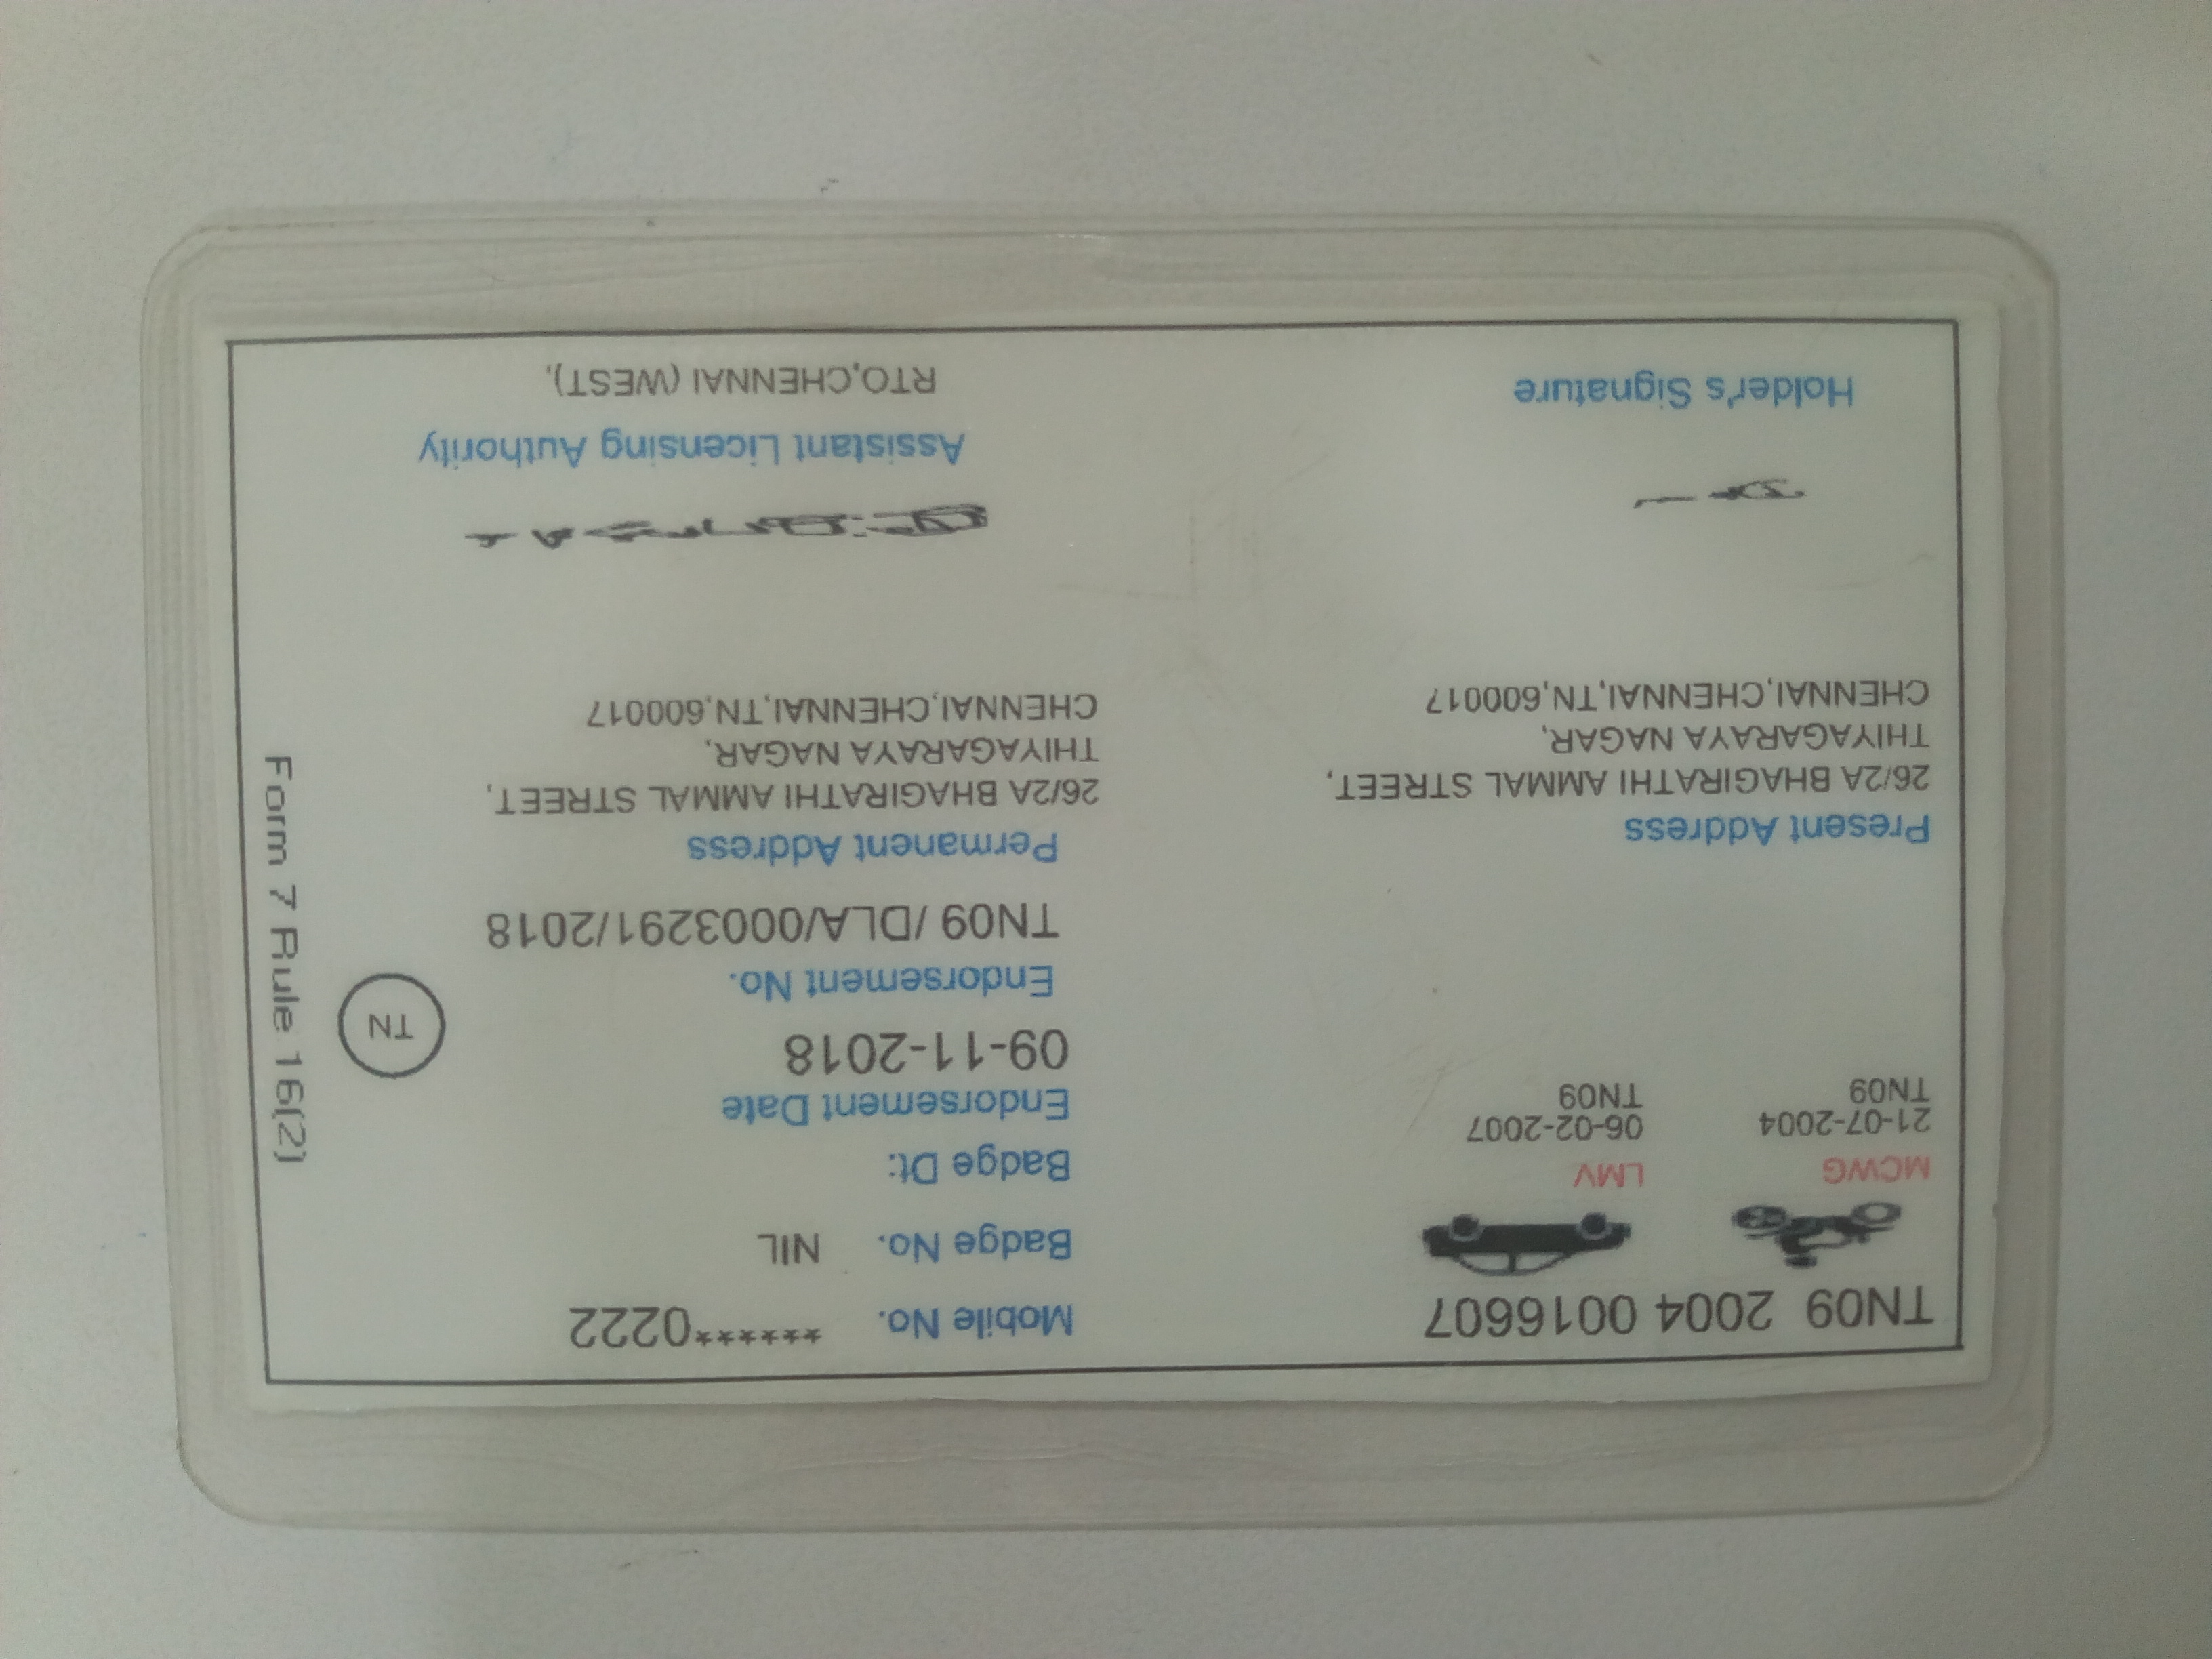 TN09 2004 0016607
MCWG
21-07-2004
TN09
LMV
06-02-2007
TN09
Present Address
26/2A BHAGIRATHI AMMAL STREET,
THIYAGARAYA NAGAR,
CHENNAI,CHENNAI,TN,600017
Holder's Signature
Mobile No. ******0222
Badge No. NIL
Badge Dt:
Endorsement Date
09-11-2018
Endorsement No.
TN09 /DLA/0003291/2018
Permanent Address
26/2A BHAGIRATHI AMMAL STREET,
THIYAGARAYA NAGAR,
CHENNAI,CHENNAI,TN,600017
Assistant Licensing Authority
RTO,CHENNAI (WEST),
TN
Form 7 Rule 16(2)